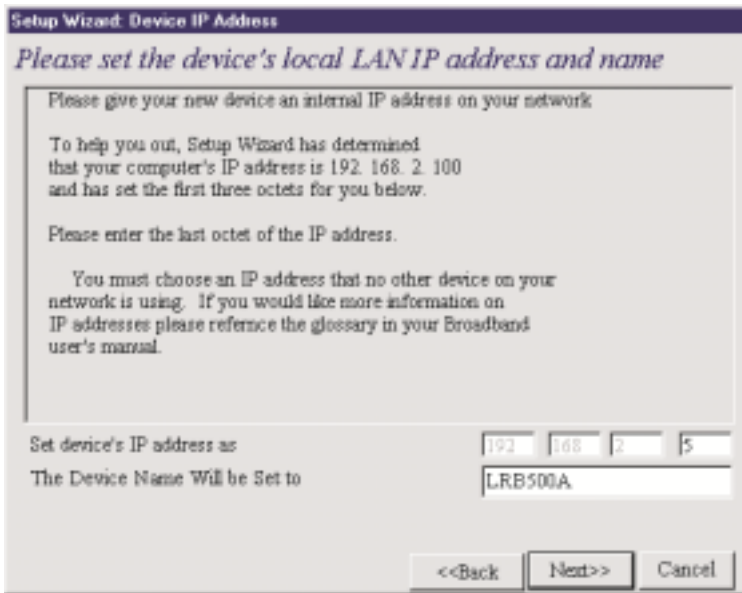 Setup Wizard: Device IP Address
Please set the device's local LAN IP address and name
Please give your new device an internal IP address on your network
To help you out, Setup Wizard has determined
that your computer's IP address is 192. 168. 2. 100
and has set the first three octets for you below.
Please enter the last octet of the IP address.
You must choose an IP address that no other device on your
network is using. If you would like more information on
IP addresses please refernce the glossary in your Broadband
user's manual.
Set device's IP address as 192 168 2 5
The Device Name Will be Set to LRB500A
<<Back Next>> Cancel